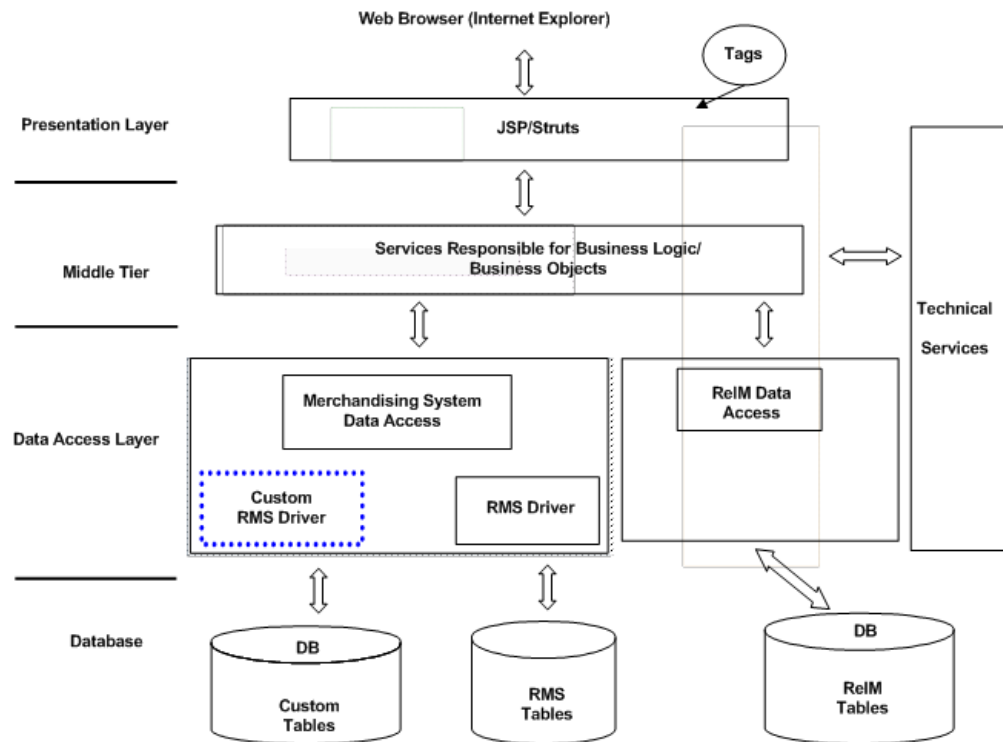 Web Browser (Internet Explorer)
Tags
Presentation Layer
JSP/Struts
Services Responsible for Business Logic/
Business Objects
Middle Tier
Technical
Services
Merchandising System
Data Access
ReIM Data
Access
Data Access Layer
Custom
RMS Driver
RMS Driver
Database
DB
Custom
Tables
RMS
Tables
DB
ReIM
Tables